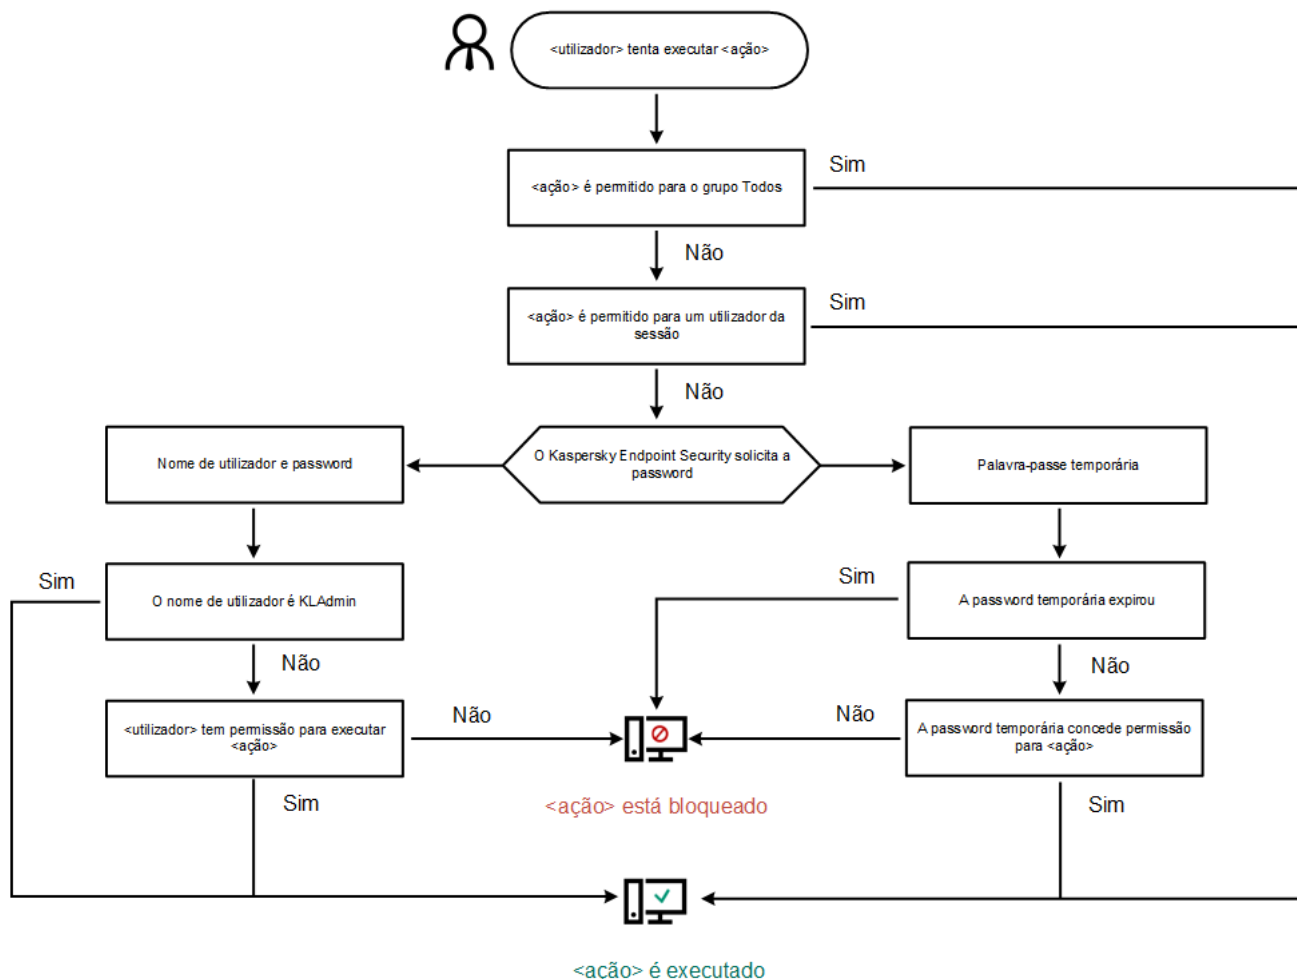 <utilizador> tenta executar <ação>
<ação> é permitido para o grupo Todos
Sim
Não
<ação> é permitido para um utilizador da
sessão
Sim
Não
O Kaspersky Endpoint Security solicita a
password
Nome de utilizador e password
Palavra-passe temporária
Sim
O nome de utilizador é KLAdmin
Sim
A password temporária expirou
Não
Não
<utilizador> tem permissão para executar
<ação>
Não
Não
A password temporária concede permissão
para <ação>
Sim
<ação> está bloqueado
Sim
<ação> é executado